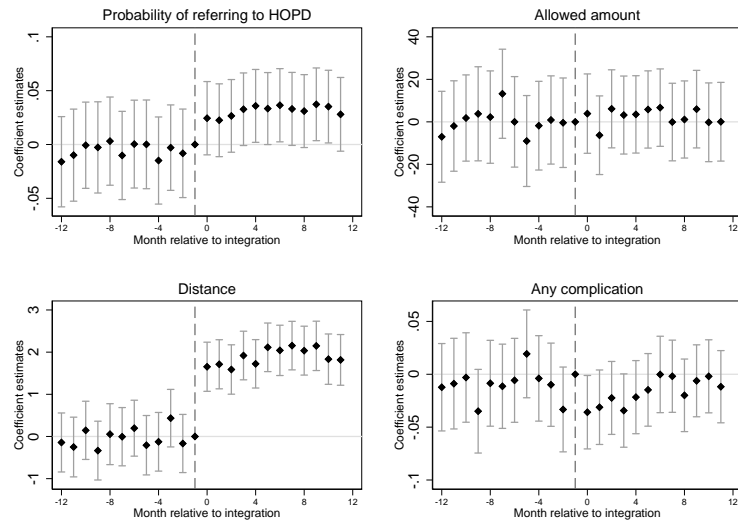 Probability of referring to HOPD
Coefficient estimates
.1
.05
0
-.05
-12 -8 -4 0 4 8 12
Month relative to integration
Allowed amount
Coefficient estimates
40
20
0
-20
-40
-12 -8 -4 0 4 8 12
Month relative to integration
Distance
Coefficient estimates
3
2
1
0
-1
-12 -8 -4 0 4 8 12
Month relative to integration
Any complication
Coefficient estimates
.05
0
-.05
-.1
-12 -8 -4 0 4 8 12
Month relative to integration